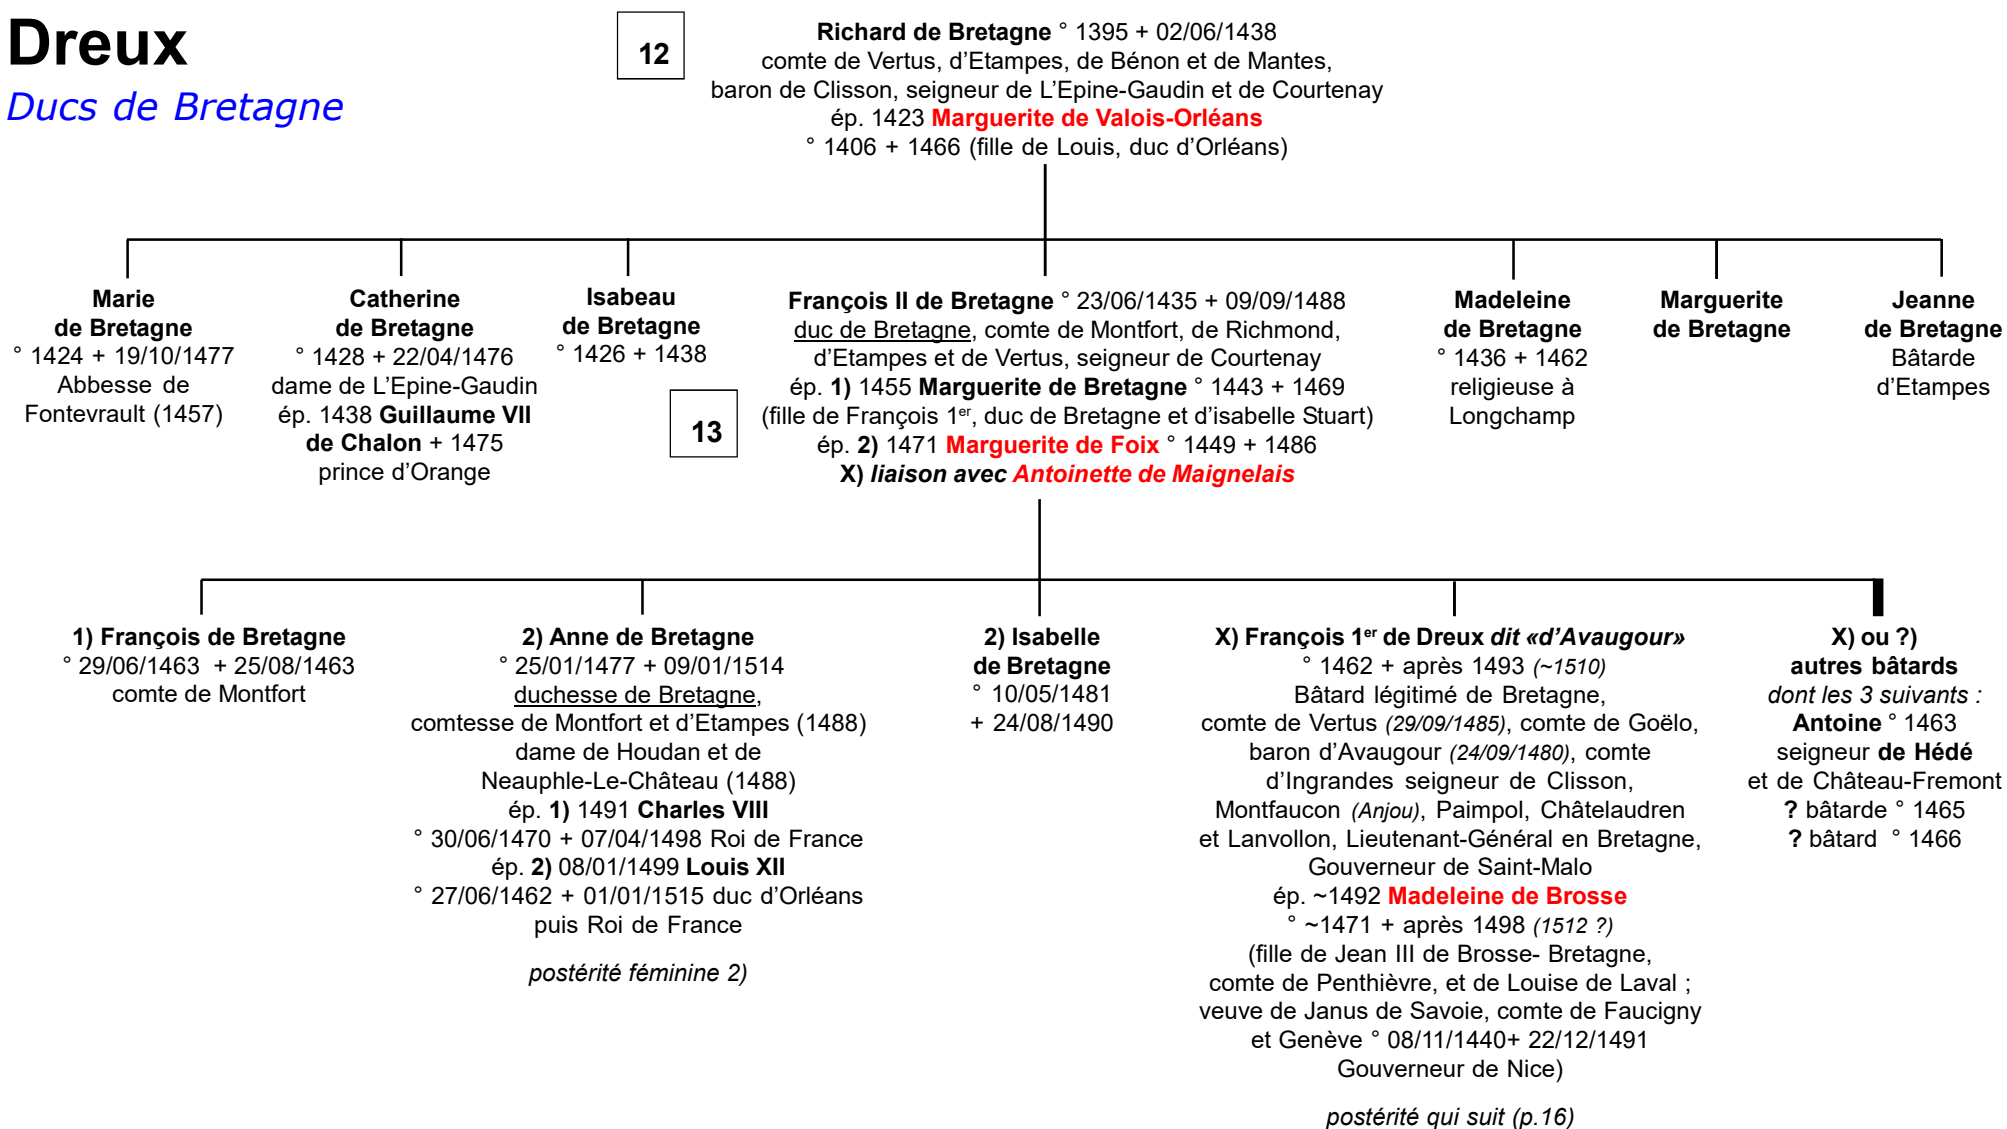 Dreux
Ducs de Bretagne
12
Richard de Bretagne ° 1395 + 02/06/1438
comte de Vertus, d’Etampes, de Bénon et de Mantes,
baron de Clisson, seigneur de L’Epine-Gaudin et de Courtenay
ép. 1423 Marguerite de Valois-Orléans
° 1406 + 1466 (fille de Louis, duc d’Orléans)
Marie
de Bretagne
° 1424 + 19/10/1477
Abbesse de
Fontevrault (1457)
Catherine
de Bretagne
° 1428 + 22/04/1476
dame de L’Epine-Gaudin
ép. 1438 Guillaume VII
de Chalon + 1475
prince d’Orange
Isabeau
de Bretagne
° 1426 + 1438
13
François II de Bretagne ° 23/06/1435 + 09/09/1488
duc de Bretagne, comte de Montfort, de Richmond,
d’Etampes et de Vertus, seigneur de Courtenay
ép. 1) 1455 Marguerite de Bretagne ° 1443 + 1469
(fille de François 1er, duc de Bretagne et d’isabelle Stuart)
ép. 2) 1471 Marguerite de Foix ° 1449 + 1486
X) liaison avec Antoinette de Maignelais
Madeleine
de Bretagne
° 1436 + 1462
religieuse à
Longchamp
Marguerite
de Bretagne
Jeanne
de Bretagne
Bâtarde
d’Etampes
1) François de Bretagne
° 29/06/1463 + 25/08/1463
comte de Montfort
2) Anne de Bretagne
° 25/01/1477 + 09/01/1514
duchesse de Bretagne,
comtesse de Montfort et d’Etampes (1488)
dame de Houdan et de
Neauphle-Le-Château (1488)
ép. 1) 1491 Charles VIII
° 30/06/1470 + 07/04/1498 Roi de France
ép. 2) 08/01/1499 Louis XII
° 27/06/1462 + 01/01/1515 duc d’Orléans
puis Roi de France
postérité féminine 2)
2) Isabelle
de Bretagne
° 10/05/1481
+ 24/08/1490
X) François 1er de Dreux dit «d’Avaugour»
° 1462 + après 1493 (~1510)
Bâtard légitimé de Bretagne,
comte de Vertus (29/09/1485), comte de Goëlo,
baron d’Avaugour (24/09/1480), comte
d’Ingrandes seigneur de Clisson,
Montfaucon (Anjou), Paimpol, Châtelaudren
et Lanvollon, Lieutenant-Général en Bretagne,
Gouverneur de Saint-Malo
ép. ~1492 Madeleine de Brosse
° ~1471 + après 1498 (1512 ?)
(fille de Jean III de Brosse- Bretagne,
comte de Penthièvre, et de Louise de Laval ;
veuve de Janus de Savoie, comte de Faucigny
et Genève ° 08/11/1440+ 22/12/1491
Gouverneur de Nice)
postérité qui suit (p.16)
X) ou ?)
autres bâtards
dont les 3 suivants :
Antoine ° 1463
seigneur de Hédé
et de Château-Fremont
? bâtarde ° 1465
? bâtard ° 1466